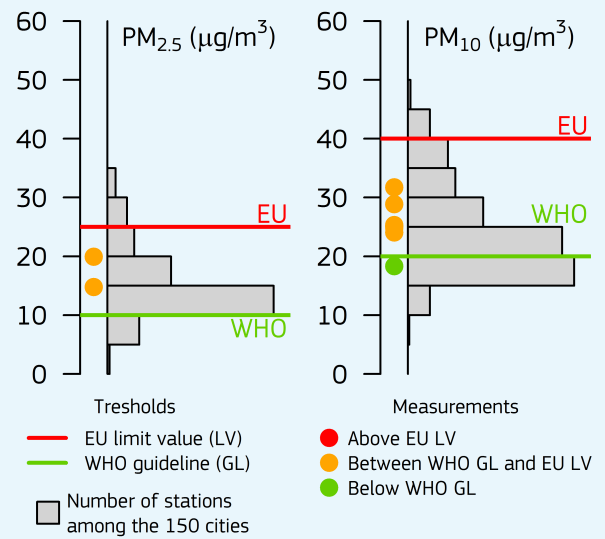 PM2.5 (μg/m³)
60
50
40
30
20
10
0
EU
WHO
PM10 (μg/m³)
60
50
40
30
20
10
0
EU
WHO
Tresholds
EU limit value (LV)
WHO guideline (GL)
Number of stations
among the 150 cities
Measurements
Above EU LV
Between WHO GL and EU LV
Below WHO GL